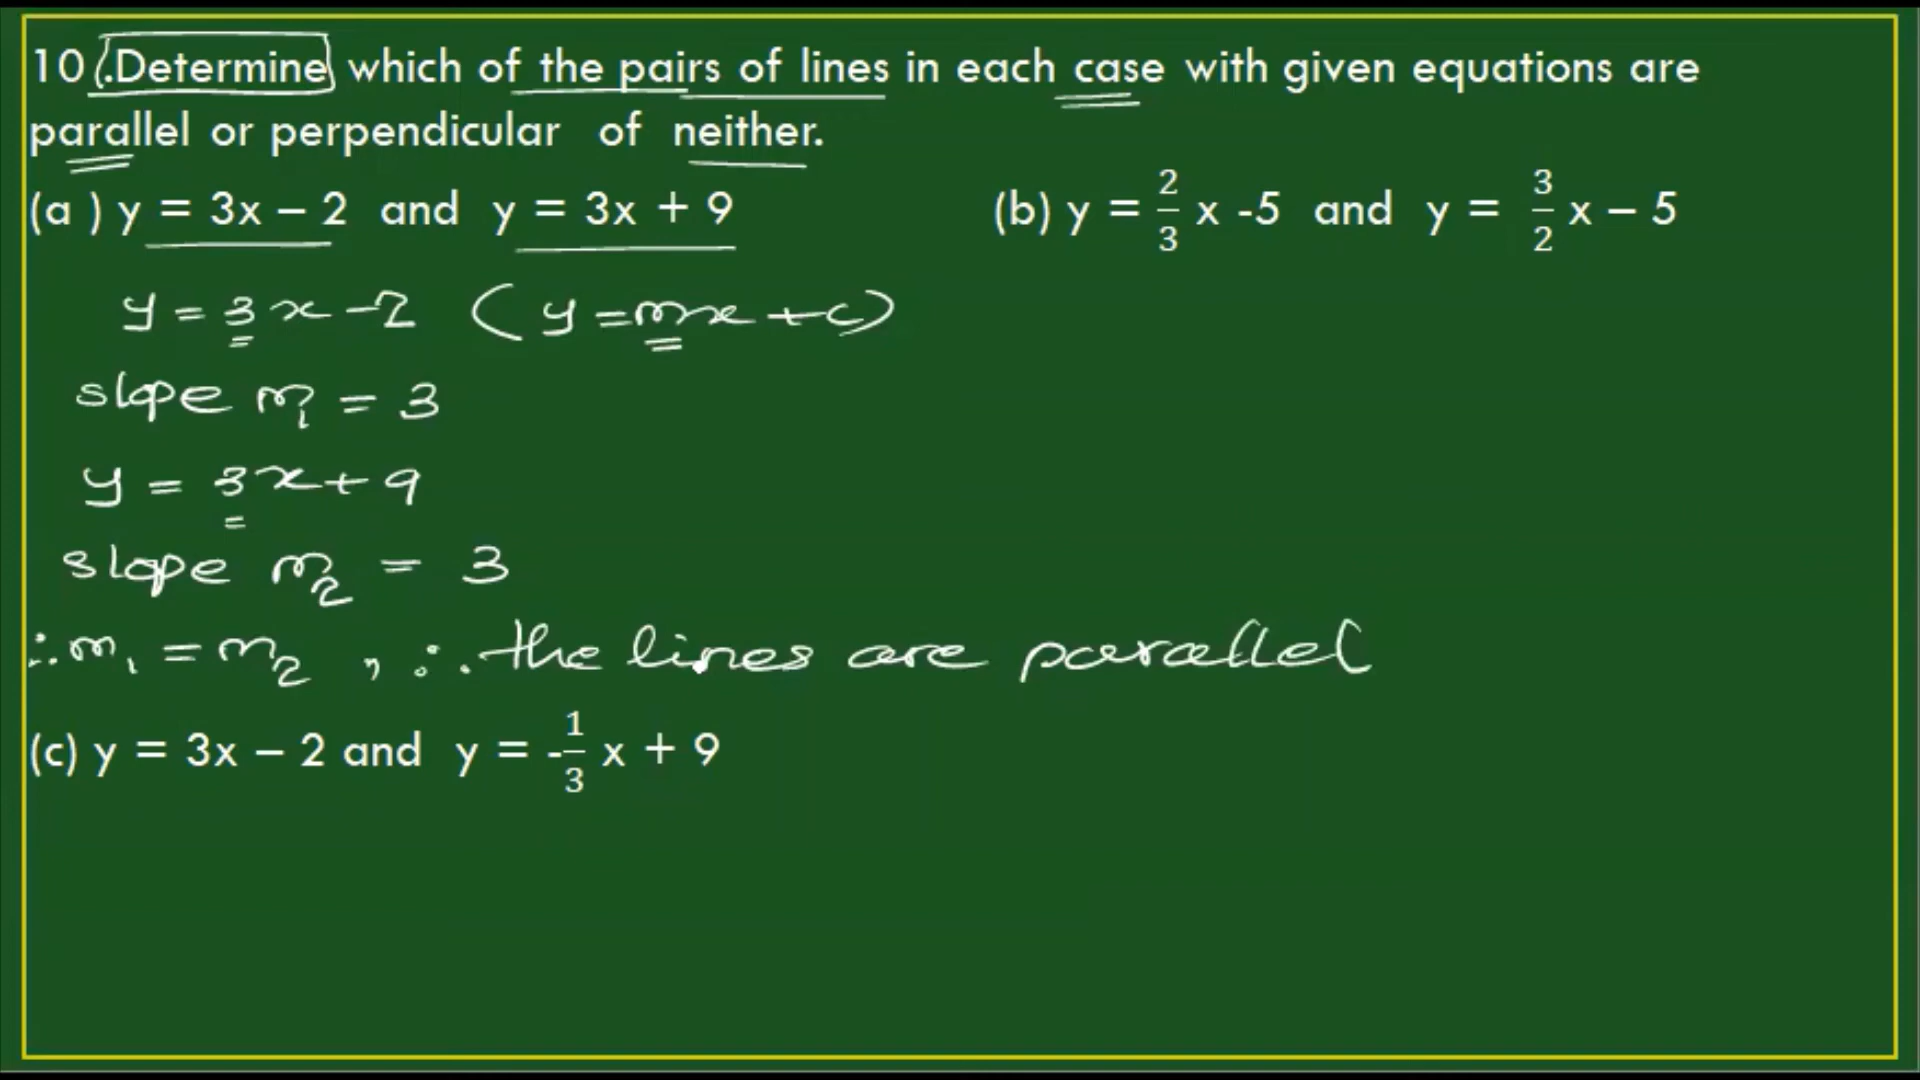 10 .Determine which of the pairs of lines in each case with given equations are
parallel or perpendicular of neither.
(a ) y = 3x – 2 and y = 3x + 9
(b) y = 2/3 x -5 and y = 3/2 x – 5
y = 3x - 2 (y = mx + c)
slope m₁ = 3
y = 3x + 9
slope m₂ = 3
∴ m₁ = m₂ , ∴ the lines are parallel
(c) y = 3x – 2 and y = -1/3 x + 9